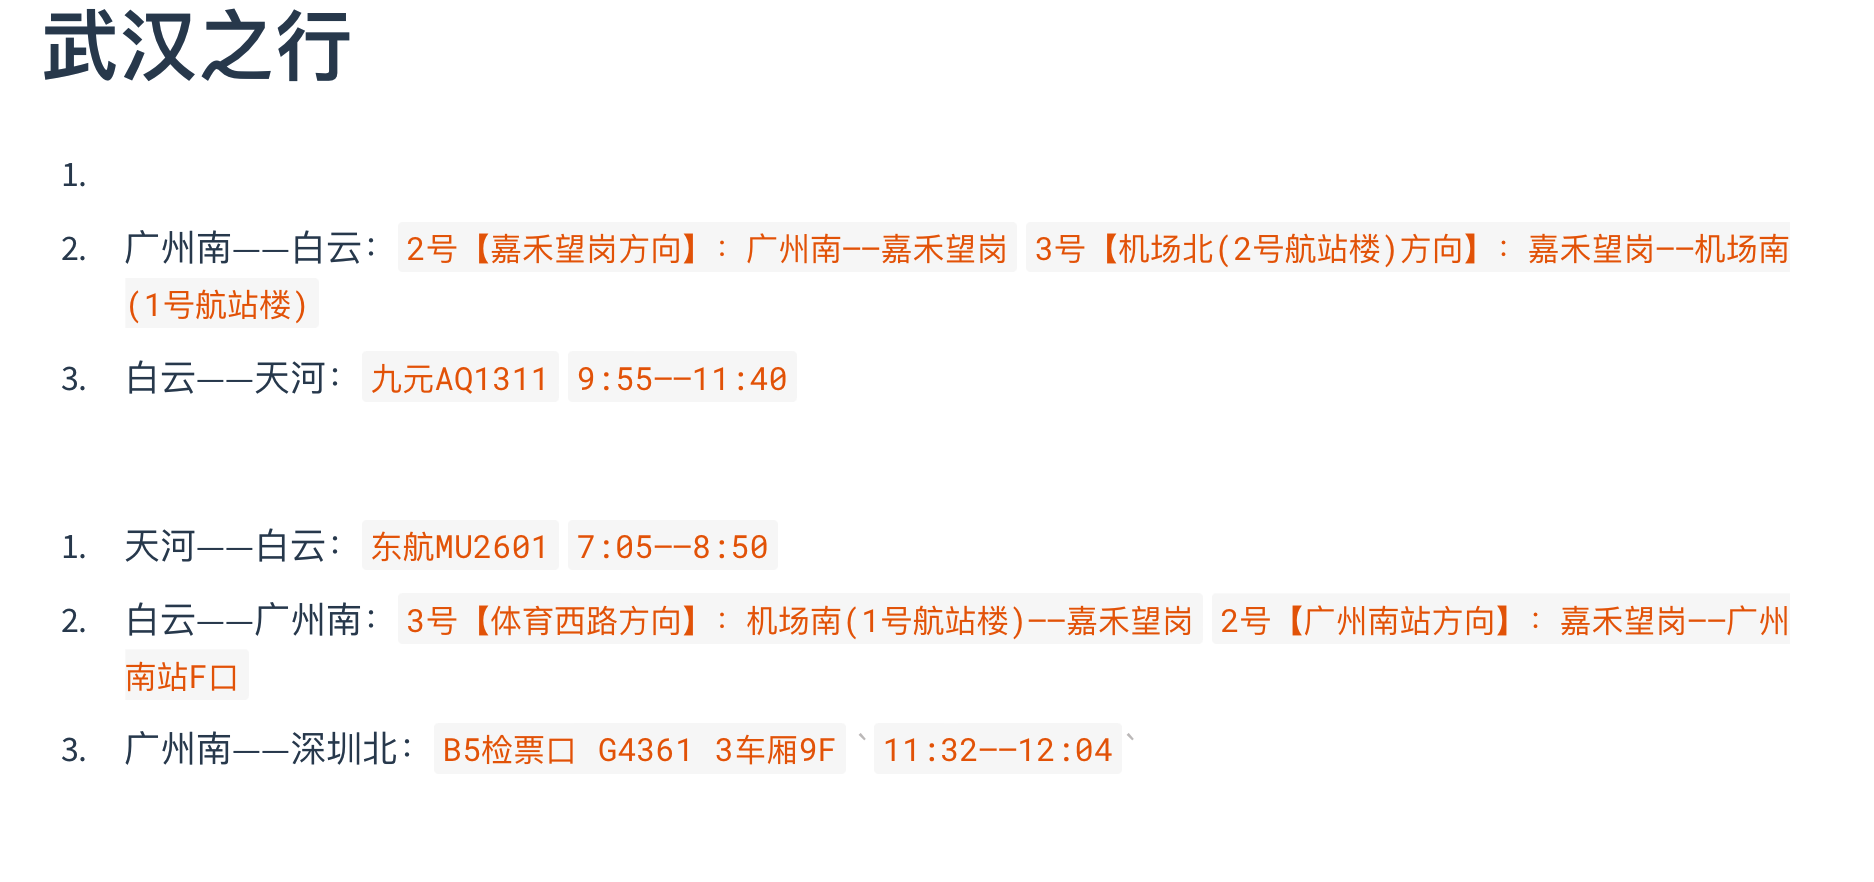 武汉之行
1.
2. 广州南——白云： 2号【嘉禾望岗方向】：广州南——嘉禾望岗 3号【机场北(2号航站楼)方向】：嘉禾望岗——机场南
(1号航站楼)
3. 白云——天河： 九元AQ1311 9:55——11:40
1. 天河——白云： 东航MU2601 7:05——8:50
2. 白云——广州南： 3号【体育西路方向】：机场南(1号航站楼)——嘉禾望岗 2号【广州南站方向】：嘉禾望岗——广州
南站F口
3. 广州南——深圳北： B5检票口 G4361 3车厢9F ` 11:32——12:04 `